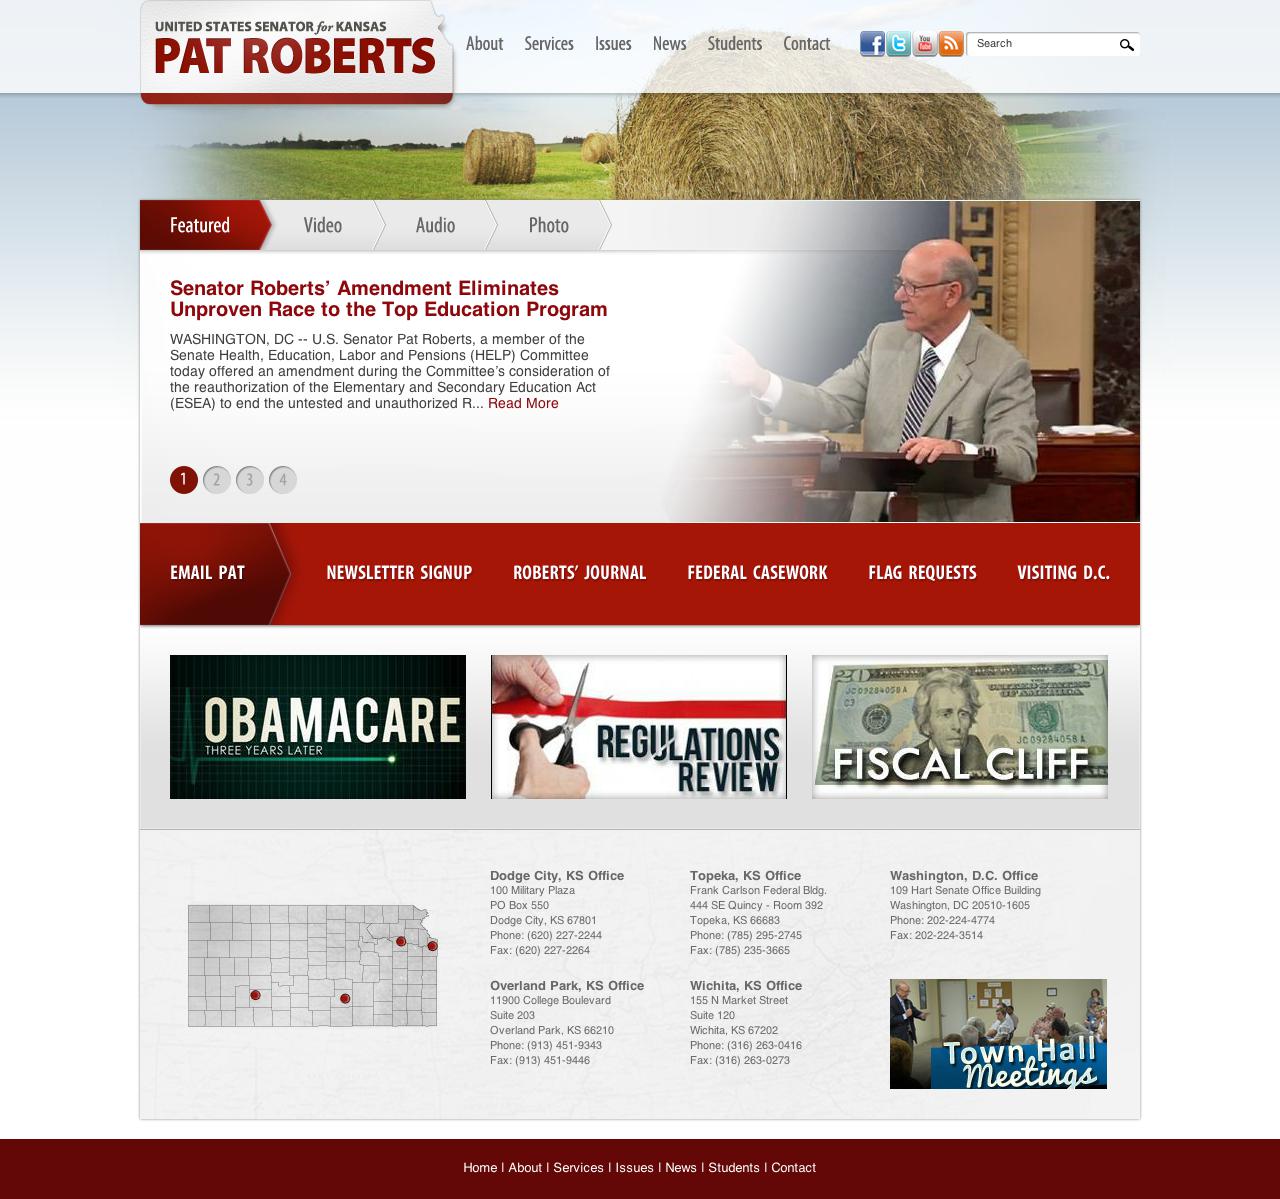 UNITED STATES SENATOR for KANSAS
PAT ROBERTS
About Services Issues News Students Contact
You Tube
Search
Featured Video Audio Photo
Senator Roberts’ Amendment Eliminates
Unproven Race to the Top Education Program
WASHINGTON, DC -- U.S. Senator Pat Roberts, a member of the
Senate Health, Education, Labor and Pensions (HELP) Committee
today offered an amendment during the Committee’s consideration of
the reauthorization of the Elementary and Secondary Education Act
(ESEA) to end the untested and unauthorized R... Read More
1 2 3 4
EMAIL PAT NEWSLETTER SIGNUP ROBERTS’ JOURNAL FEDERAL CASEWORK FLAG REQUESTS VISITING D.C.
OBAMACARE
THREE YEARS LATER
REGULATIONS
REVIEW
20
20
JC09284058A
C3
JC09284058A
FISCAL CLIFF
Dodge City, KS Office
100 Military Plaza
PO Box 550
Dodge City, KS 67801
Phone: (620) 227-2244
Fax: (620) 227-2264
Topeka, KS Office
Frank Carlson Federal Bldg.
444 SE Quincy - Room 392
Topeka, KS 66683
Phone: (785) 295-2745
Fax: (785) 235-3665
Washington, D.C. Office
109 Hart Senate Office Building
Washington, DC 20510-1605
Phone: 202-224-4774
Fax: 202-224-3514
Overland Park, KS Office
11900 College Boulevard
Suite 203
Overland Park, KS 66210
Phone: (913) 451-9343
Fax: (913) 451-9446
Wichita, KS Office
155 N Market Street
Suite 120
Wichita, KS 67202
Phone: (316) 263-0416
Fax: (316) 263-0273
Town Hall
Meetings
Home | About | Services | Issues | News | Students | Contact